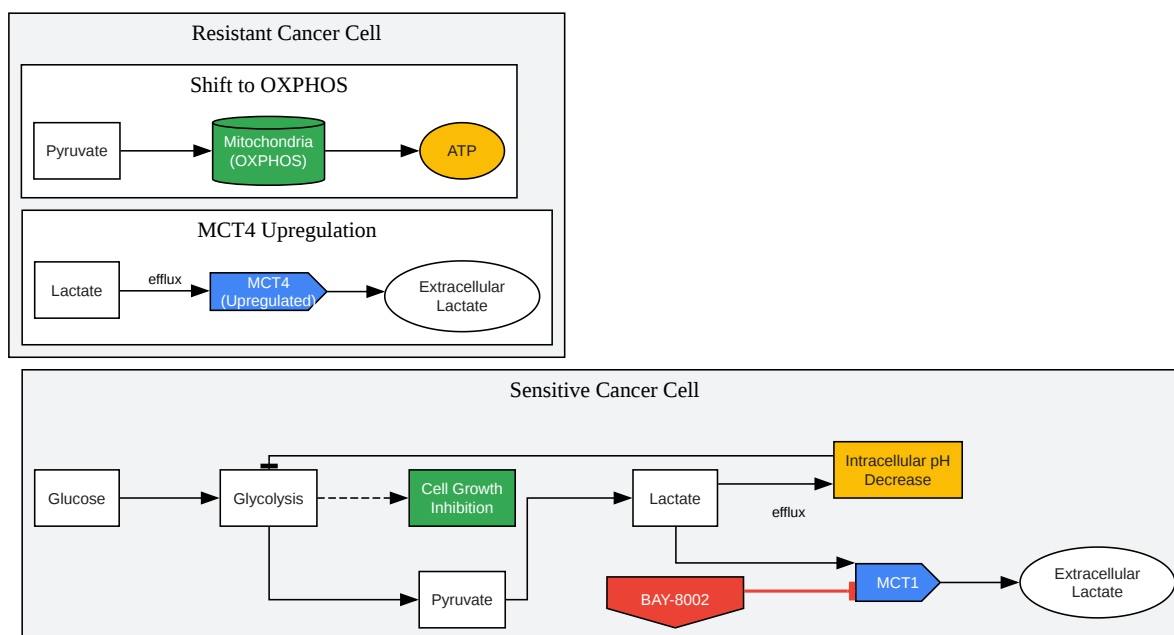 Resistant Cancer Cell
Shift to OXPHOS
Pyruvate
Mitochondria
(OXPHOS)
ATP
MCT4 Upregulation
Lactate
efflux
MCT4
(Upregulated)
Extracellular
Lactate
Sensitive Cancer Cell
Glucose
Glycolysis
Cell Growth
Inhibition
Lactate
Intracellular pH
Decrease
efflux
Pyruvate
BAY-8002
MCT1
Extracellular
Lactate